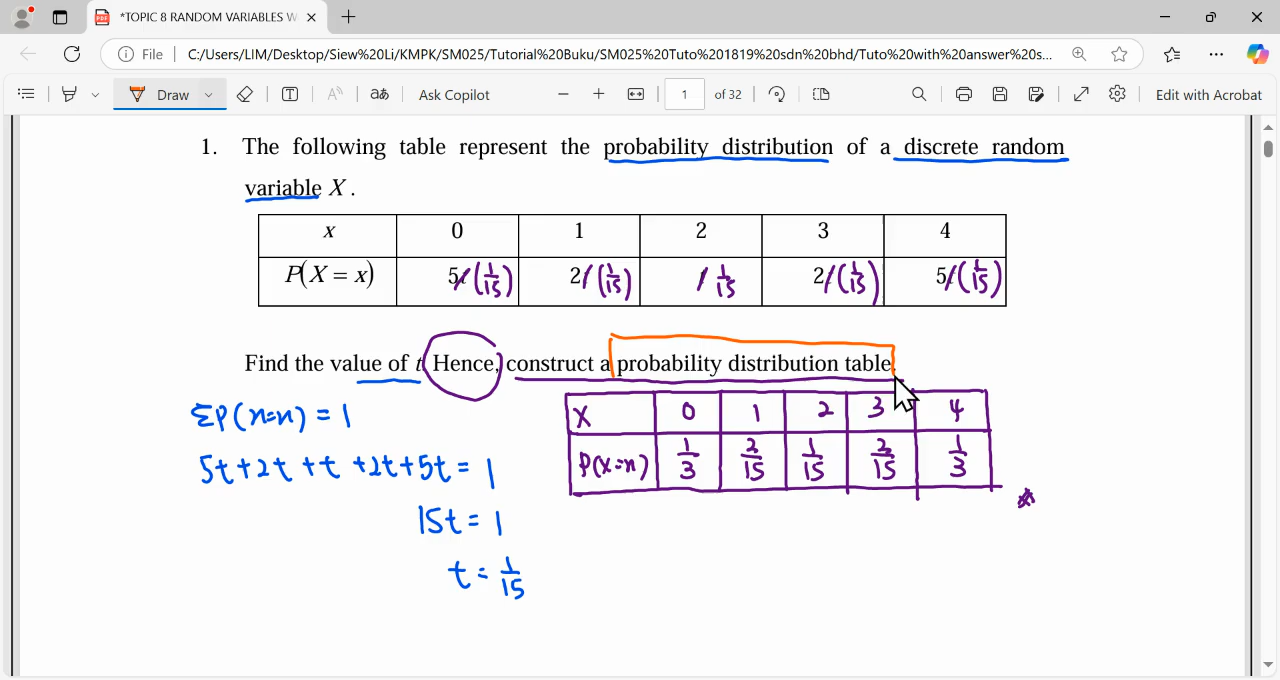 *TOPIC 8 RANDOM VARIABLES W
File C:/Users/LIM/Desktop/Siew%20Li/KMPK/SM025/Tutorial%20Buku/SM025%20Tuto%201819%20sdn%20bhd/Tuto%20with%20answer%20s...
Draw Ask Copilot 1 of 32 Edit with Acrobat
1. The following table represent the probability distribution of a discrete random
variable X .
x 0 1 2 3 4
P(X = x) 5(1/15) 2(1/15) 1/15 2(1/15) 5(1/15)
Find the value of t. Hence, construct a probability distribution table.
ΣP(X=x) = 1
5t+2t+t+2t+5t = 1
15t = 1
t = 1/15
X 0 1 2 3 4
P(X=x) 1/3 2/15 1/15 2/15 1/3